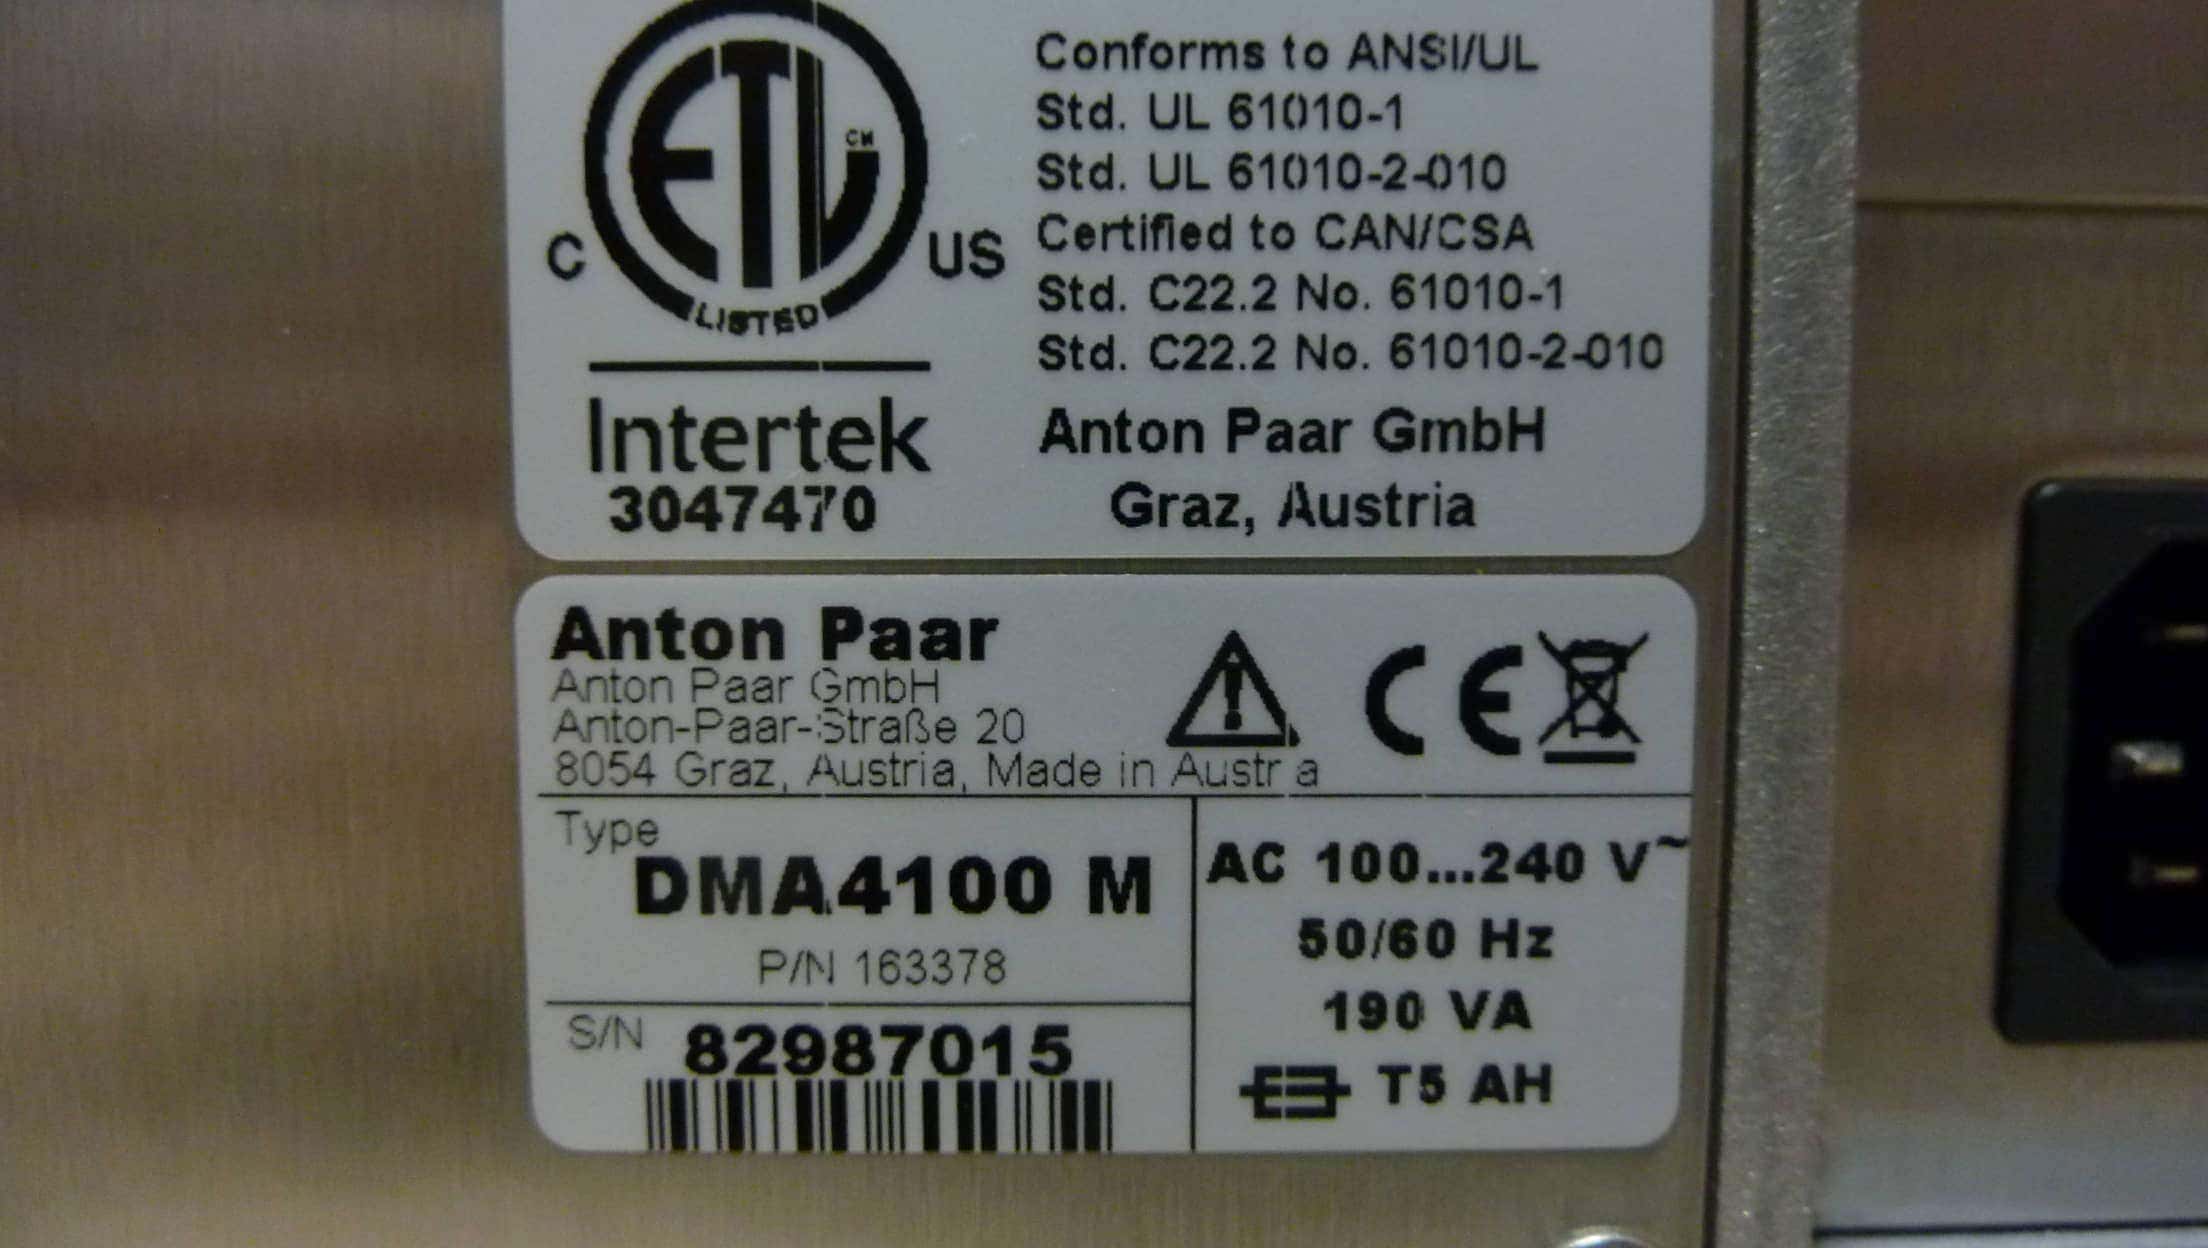 ETL
CM
C
US
LISTED
Intertek
3047470
Conforms to ANSI/UL
Std. UL 61010-1
Std. UL 61010-2-010
Certified to CAN/CSA
Std. C22.2 No. 61010-1
Std. C22.2 No. 61010-2-010
Anton Paar GmbH
Graz, Austria
Anton Paar
Anton Paar GmbH
Anton-Paar-Straße 20
8054 Graz, Austria, Made in Austr a
CE
Type
DMA4100 M
P/N 163378
S/N 82987015
AC 100...240 V~
50/60 Hz
190 VA
T5 AH